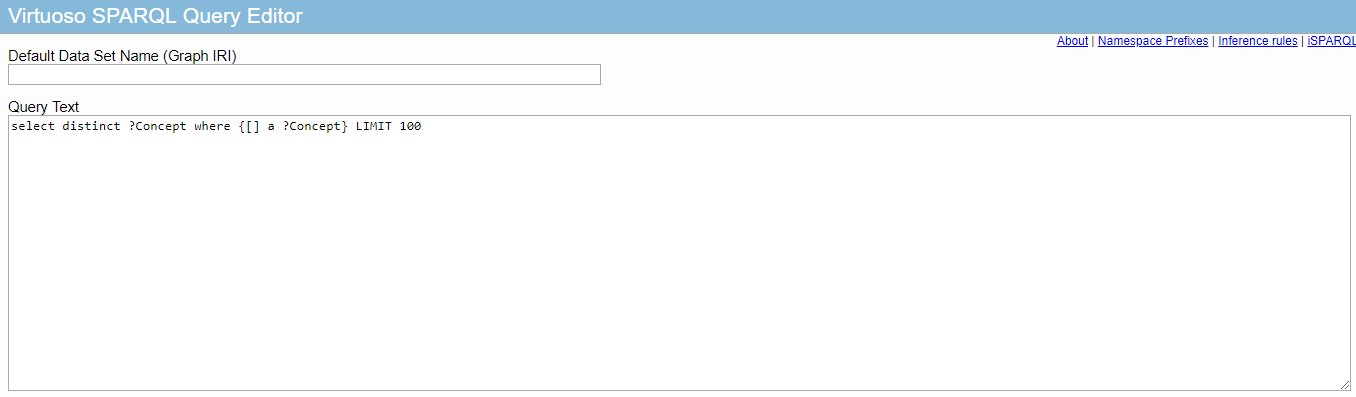 Virtuoso SPARQL Query Editor
About | Namespace Prefixes | Inference rules | iSPARQL
Default Data Set Name (Graph IRI)
Query Text
select distinct ?Concept where {[] a ?Concept} LIMIT 100